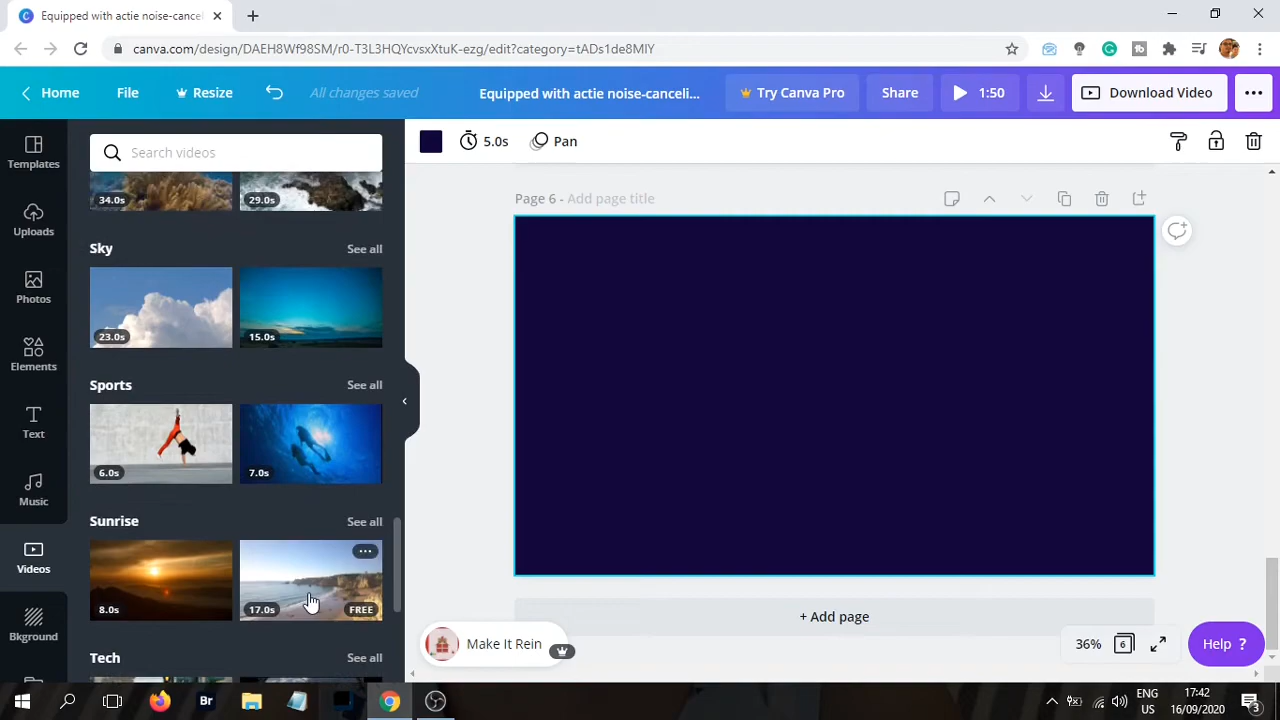 Equipped with actie noise-cancel
canva.com/design/DAEH8Wf98SM/r0-T3L3HQYcvsxXtuK-ezg/edit?category=tADs1de8MlY
Home
File
Resize
All changes saved
Equipped with actie noise-canceli...
Try Canva Pro
Share
1:50
Download Video
Templates
Uploads
Photos
Elements
Text
Music
Videos
Bkground
Search videos
34.0s
29.0s
Sky
See all
23.0s
15.0s
Sports
See all
6.0s
7.0s
Sunrise
See all
8.0s
17.0s
FREE
Tech
See all
5.0s
Pan
Page 6 - Add page title
+ Add page
Make It Rein
36%
6
Help ?
Br
ENG
US
17:42
16/09/2020
3